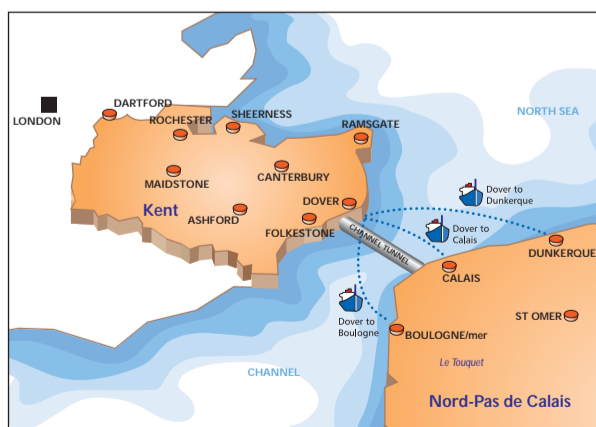 DARTFORD
LONDON
ROCHESTER
SHEERNESS
RAMSGATE
NORTH SEA
MAIDSTONE
CANTERBURY
Kent
ASHFORD
DOVER
FOLKESTONE
CHANNEL TUNNEL
Dover to
Dunkerque
Dover to
Calais
DUNKERQUE
CALAIS
Dover to
Boulogne
BOULOGNE/mer
ST OMER
Le Touquet
CHANNEL
Nord-Pas de Calais